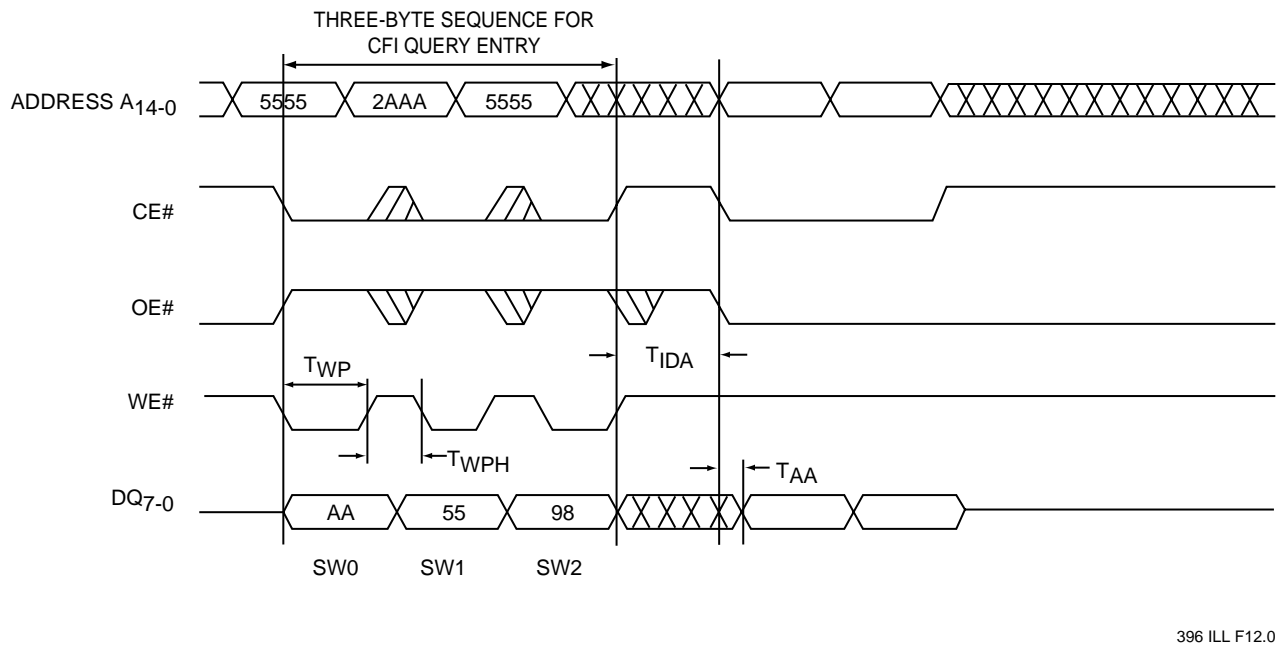 THREE-BYTE SEQUENCE FOR
CFI QUERY ENTRY
ADDRESS A14-0
5555
2AAA
5555
CE#
OE#
TIDA
TWP
WE#
TWPH
TAA
DQ7-0
AA
55
98
SW0
SW1
SW2
396 ILL F12.0